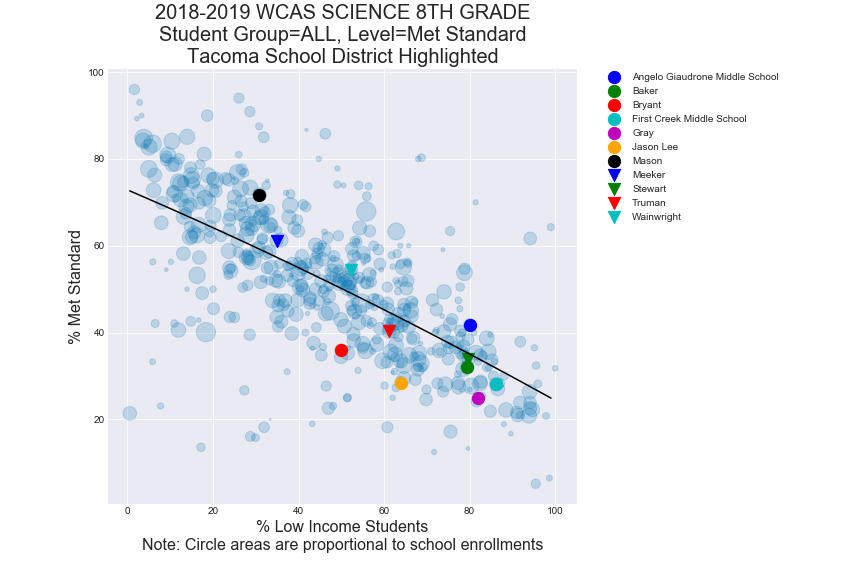 2018-2019 WCAS SCIENCE 8TH GRADE
Student Group=ALL, Level=Met Standard
Tacoma School District Highlighted
% Met Standard
100
80
60
40
20
0
20
40
60
80
100
% Low Income Students
Note: Circle areas are proportional to school enrollments
Angelo Giaudrone Middle School
Baker
Bryant
First Creek Middle School
Gray
Jason Lee
Mason
Meeker
Stewart
Truman
Wainwright